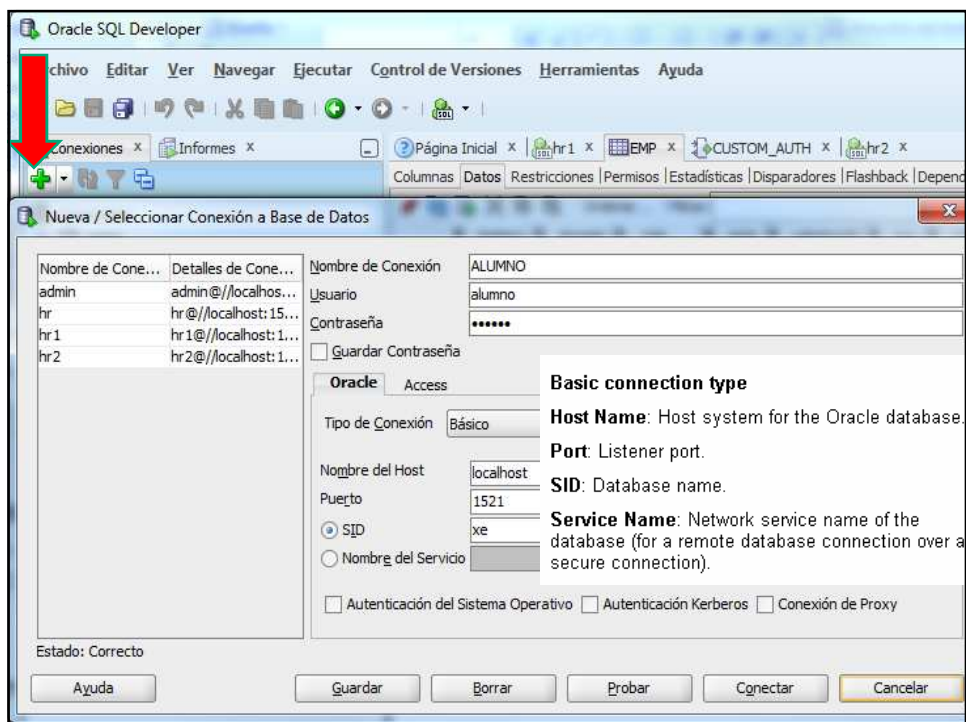 Oracle SQL Developer
chivo Editar Ver Navegar Ejecutar Control de Versiones Herramientas Ayuda
Conexiones x Informes x
Página Inicial x hr1 x EMP x CUSTOM_AUTH x hr2 x
Columnas Datos Restricciones Permisos Estadísticas Disparadores Flashback Depend
Nueva / Seleccionar Conexión a Base de Datos
Nombre de Cone... Detalles de Cone...
admin admin@//localhos...
hr hr@//localhost:15...
hr1 hr1@//localhost:1...
hr2 hr2@//localhost:1...
Nombre de Conexión ALUMNO
Usuario alumno
Contraseña ••••••
Guardar Contraseña
Oracle Access
Tipo de Conexión Básico
Nombre del Host localhost
Puerto 1521
SID xe
Nombre del Servicio
Basic connection type
Host Name: Host system for the Oracle database.
Port: Listener port.
SID: Database name.
Service Name: Network service name of the
database (for a remote database connection over a
secure connection).
Autenticación del Sistema Operativo Autenticación Kerberos Conexión de Proxy
Estado: Correcto
Ayuda Guardar Borrar Probar Conectar Cancelar